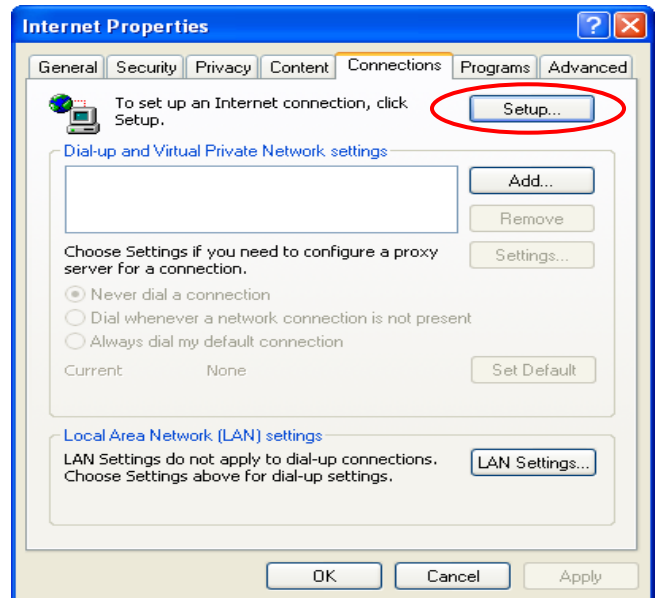 Internet Properties
General Security Privacy Content Connections Programs Advanced
To set up an Internet connection, click
Setup.
Setup...
Dial-up and Virtual Private Network settings
Add...
Remove
Choose Settings if you need to configure a proxy
server for a connection.
Settings...
Never dial a connection
Dial whenever a network connection is not present
Always dial my default connection
Current None Set Default
Local Area Network (LAN) settings
LAN Settings do not apply to dial-up connections.
Choose Settings above for dial-up settings.
LAN Settings...
OK Cancel Apply